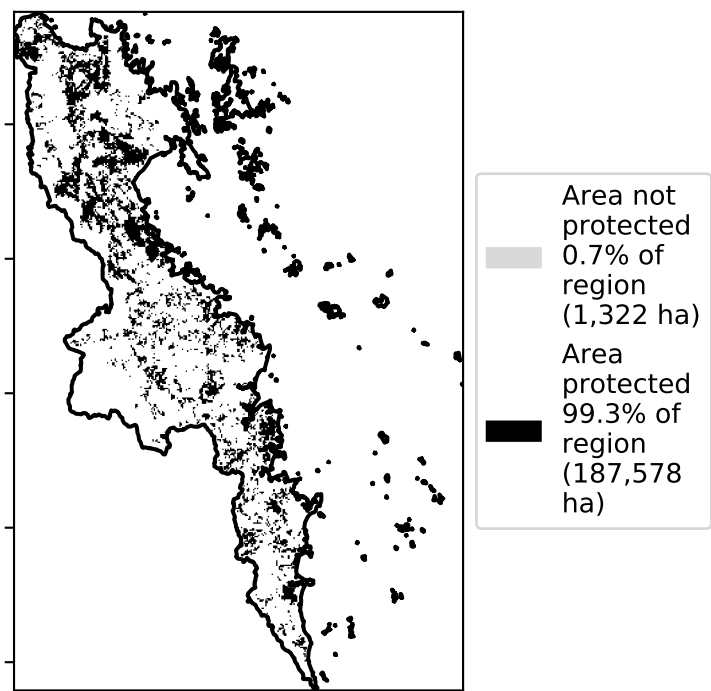 Area not
protected
0.7% of
region
(1,322 ha)
Area
protected
99.3% of
region
(187,578
ha)